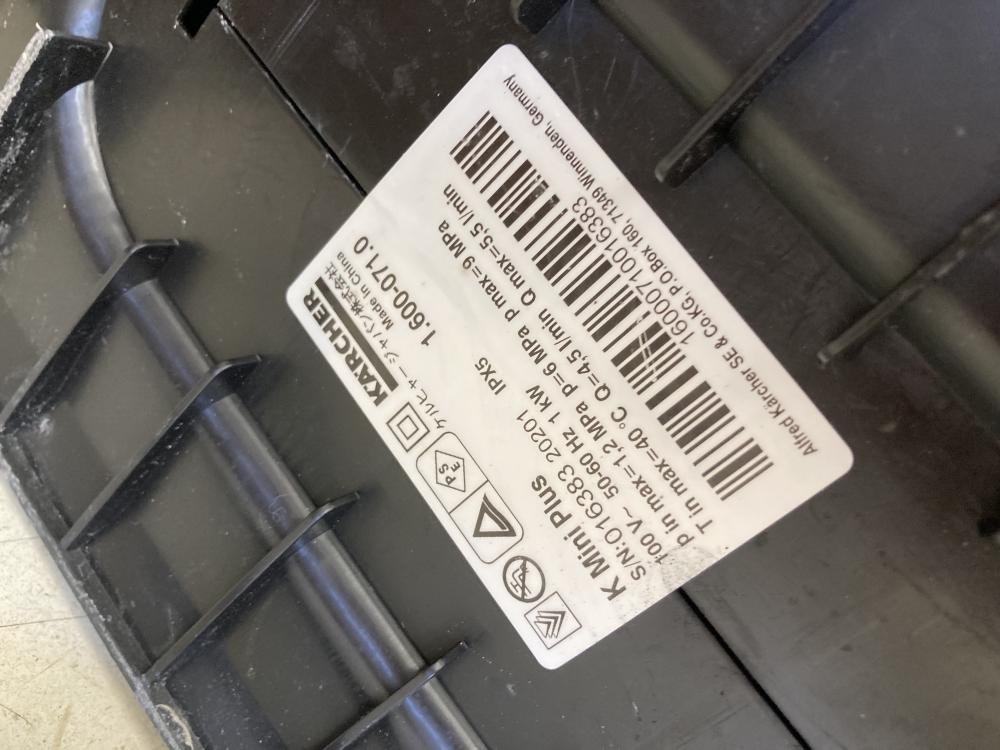 K Mini Plus
1.600-071.0
S/N:016383 20201
Made in China
100 V~ 50-60 Hz 1 kW IPX5
p in max=1,2 MPa p=6 MPa p max=9 MPa
T in max=40 °C Q=4,5 l/min Q max=5,5 l/min
16000710016383
Alfred Kärcher SE & Co.KG, P.O.Box 160, 71349 Winnenden, Germany
PS
E
ケルヒャー ジャパン株式会社
KÄRCHER